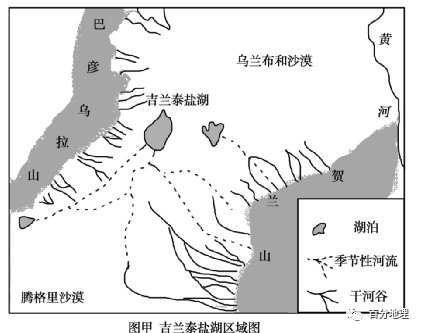 巴彦乌拉山
乌兰布和沙漠
黄河
吉兰泰盐湖
贺兰山
腾格里沙漠
湖泊
季节性河流
干河谷
百分地理
图甲 吉兰泰盐湖区域图